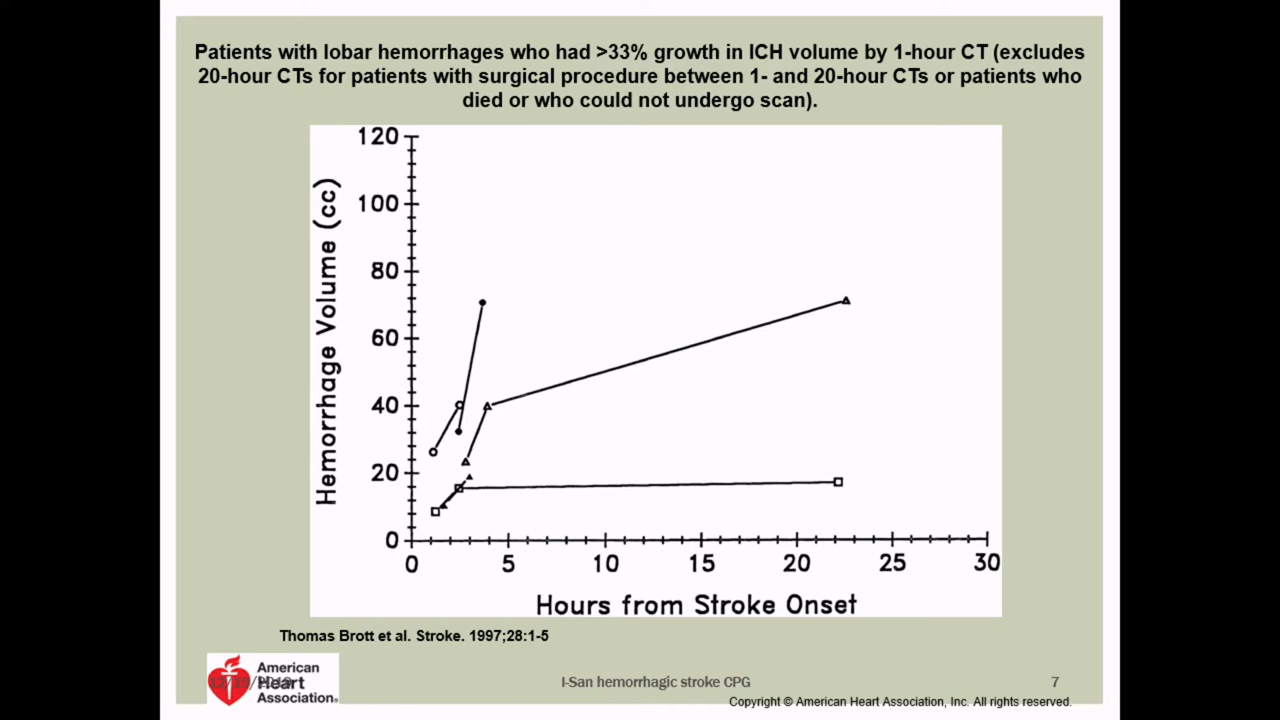 Patients with lobar hemorrhages who had >33% growth in ICH volume by 1-hour CT (excludes
20-hour CTs for patients with surgical procedure between 1- and 20-hour CTs or patients who
died or who could not undergo scan).
120
100
80
60
40
20
0
Hemorrhage Volume (cc)
0 5 10 15 20 25 30
Hours from Stroke Onset
Thomas Brott et al. Stroke. 1997;28:1-5
American
Heart
Association®
I-San hemorrhagic stroke CPG
7
Copyright © American Heart Association, Inc. All rights reserved.